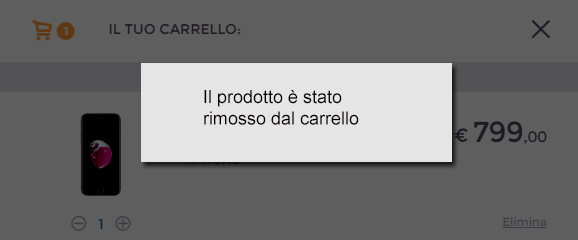 1 IL TUO CARRELLO:
Il prodotto è stato
rimosso dal carrello
€ 799,00
1
Elimina